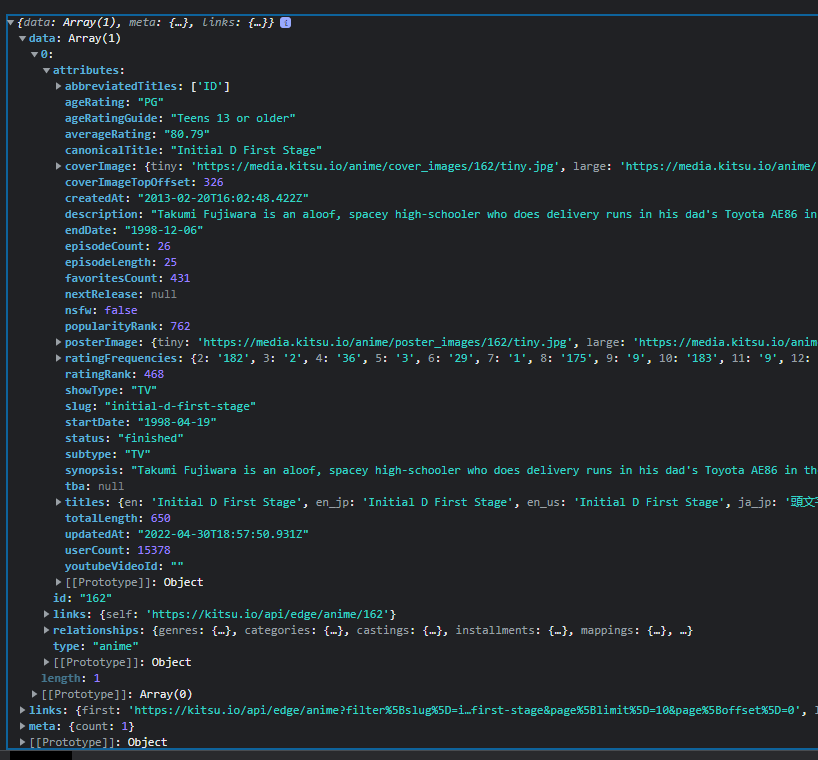 {data: Array(1), meta: {…}, links: {…}} i
data: Array(1)
0:
attributes:
abbreviatedTitles: ['ID']
ageRating: "PG"
ageRatingGuide: "Teens 13 or older"
averageRating: "80.79"
canonicalTitle: "Initial D First Stage"
coverImage: {tiny: 'https://media.kitsu.io/anime/cover_images/162/tiny.jpg', large: 'https://media.kitsu.io/anime/
coverImageTopOffset: 326
createdAt: "2013-02-20T16:02:48.422Z"
description: "Takumi Fujiwara is an aloof, spacey high-schooler who does delivery runs in his dad's Toyota AE86 in
endDate: "1998-12-06"
episodeCount: 26
episodeLength: 25
favoritesCount: 431
nextRelease: null
nsfw: false
popularityRank: 762
posterImage: {tiny: 'https://media.kitsu.io/anime/poster_images/162/tiny.jpg', large: 'https://media.kitsu.io/anim
ratingFrequencies: {2: '182', 3: '2', 4: '36', 5: '3', 6: '29', 7: '1', 8: '175', 9: '9', 10: '183', 11: '9', 12:
ratingRank: 468
showType: "TV"
slug: "initial-d-first-stage"
startDate: "1998-04-19"
status: "finished"
subtype: "TV"
synopsis: "Takumi Fujiwara is an aloof, spacey high-schooler who does delivery runs in his dad's Toyota AE86 in th
tba: null
titles: {en: 'Initial D First Stage', en_jp: 'Initial D First Stage', en_us: 'Initial D First Stage', ja_jp: '頭文字
totalLength: 650
updatedAt: "2022-04-30T18:57:50.931Z"
userCount: 15378
youtubeVideoId: ""
[[Prototype]]: Object
id: "162"
links: {self: 'https://kitsu.io/api/edge/anime/162'}
relationships: {genres: {…}, categories: {…}, castings: {…}, installments: {…}, mappings: {…}, …}
type: "anime"
[[Prototype]]: Object
length: 1
[[Prototype]]: Array(0)
links: {first: 'https://kitsu.io/api/edge/anime?filter%5Bslug%5D=i…first-stage&page%5Blimit%5D=10&page%5Boffset%5D=0', l
meta: {count: 1}
[[Prototype]]: Object